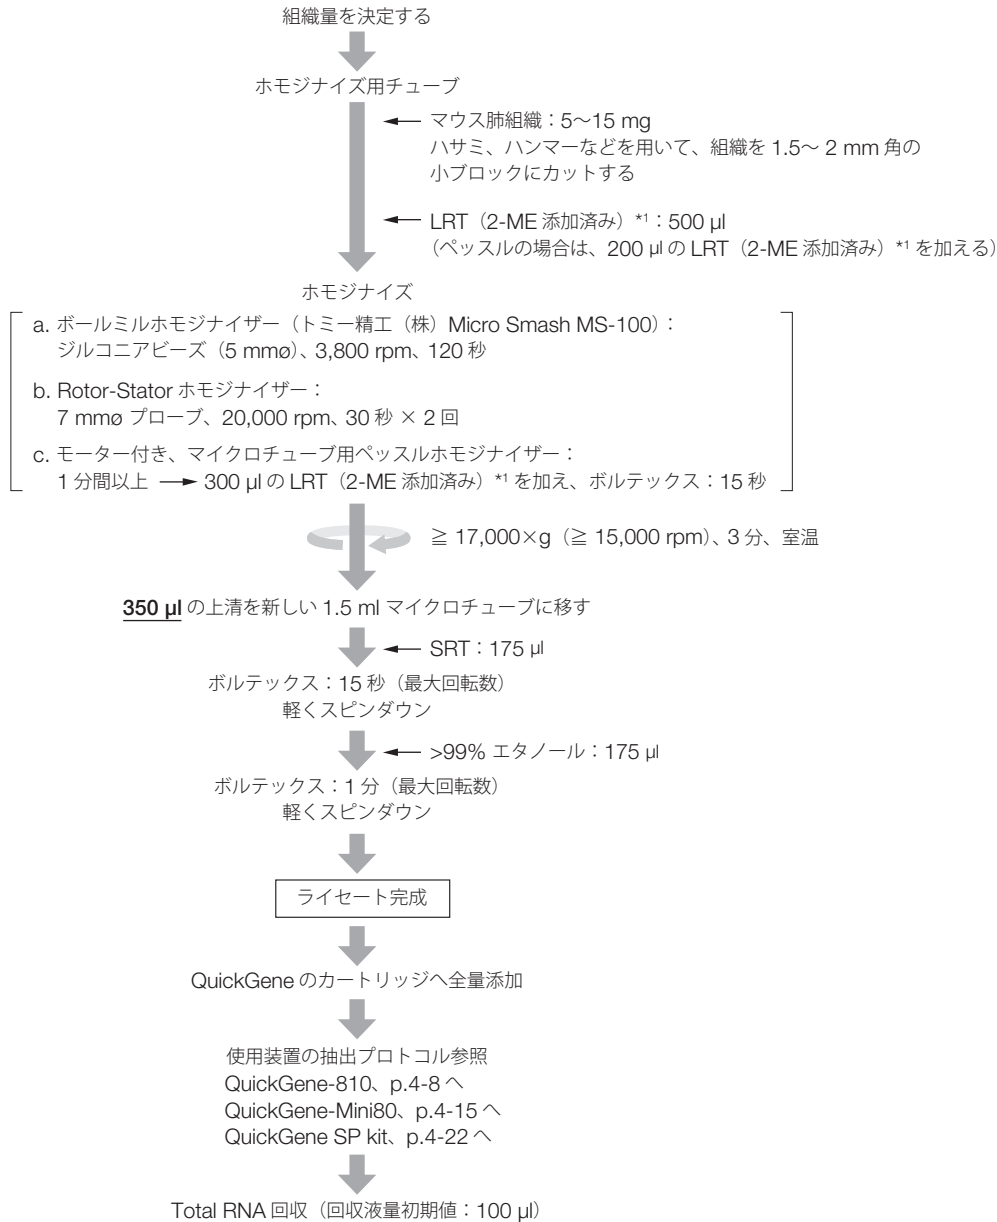 組織量を決定する
ホモジナイズ用チューブ
マウス肺組織：5〜15 mg
ハサミ、ハンマーなどを用いて、組織を 1.5〜 2 mm 角の
小ブロックにカットする
LRT（2-ME 添加済み）*1：500 µl
（ペッスルの場合は、200 µl の LRT（2-ME 添加済み）*1 を加える）
ホモジナイズ
a. ボールミルホモジナイザー（トミー精工（株）Micro Smash MS-100）：
ジルコニアビーズ（5 mmø）、3,800 rpm、120 秒
b. Rotor-Stator ホモジナイザー：
7 mmø プローブ、20,000 rpm、30 秒 × 2 回
c. モーター付き、マイクロチューブ用ペッスルホモジナイザー：
1 分間以上 → 300 µl の LRT（2-ME 添加済み）*1 を加え、ボルテックス：15 秒
≧ 17,000×g（≧ 15,000 rpm）、3 分、室温
350 µl の上清を新しい 1.5 ml マイクロチューブに移す
SRT：175 µl
ボルテックス：15 秒（最大回転数）
軽くスピンダウン
>99% エタノール：175 µl
ボルテックス：1 分（最大回転数）
軽くスピンダウン
ライセート完成
QuickGene のカートリッジへ全量添加
使用装置の抽出プロトコル参照
QuickGene-810、p.4-8 へ
QuickGene-Mini80、p.4-15 へ
QuickGene SP kit、p.4-22 へ
Total RNA 回収（回収液量初期値：100 µl）